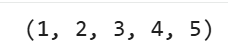 (1, 2, 3, 4, 5)